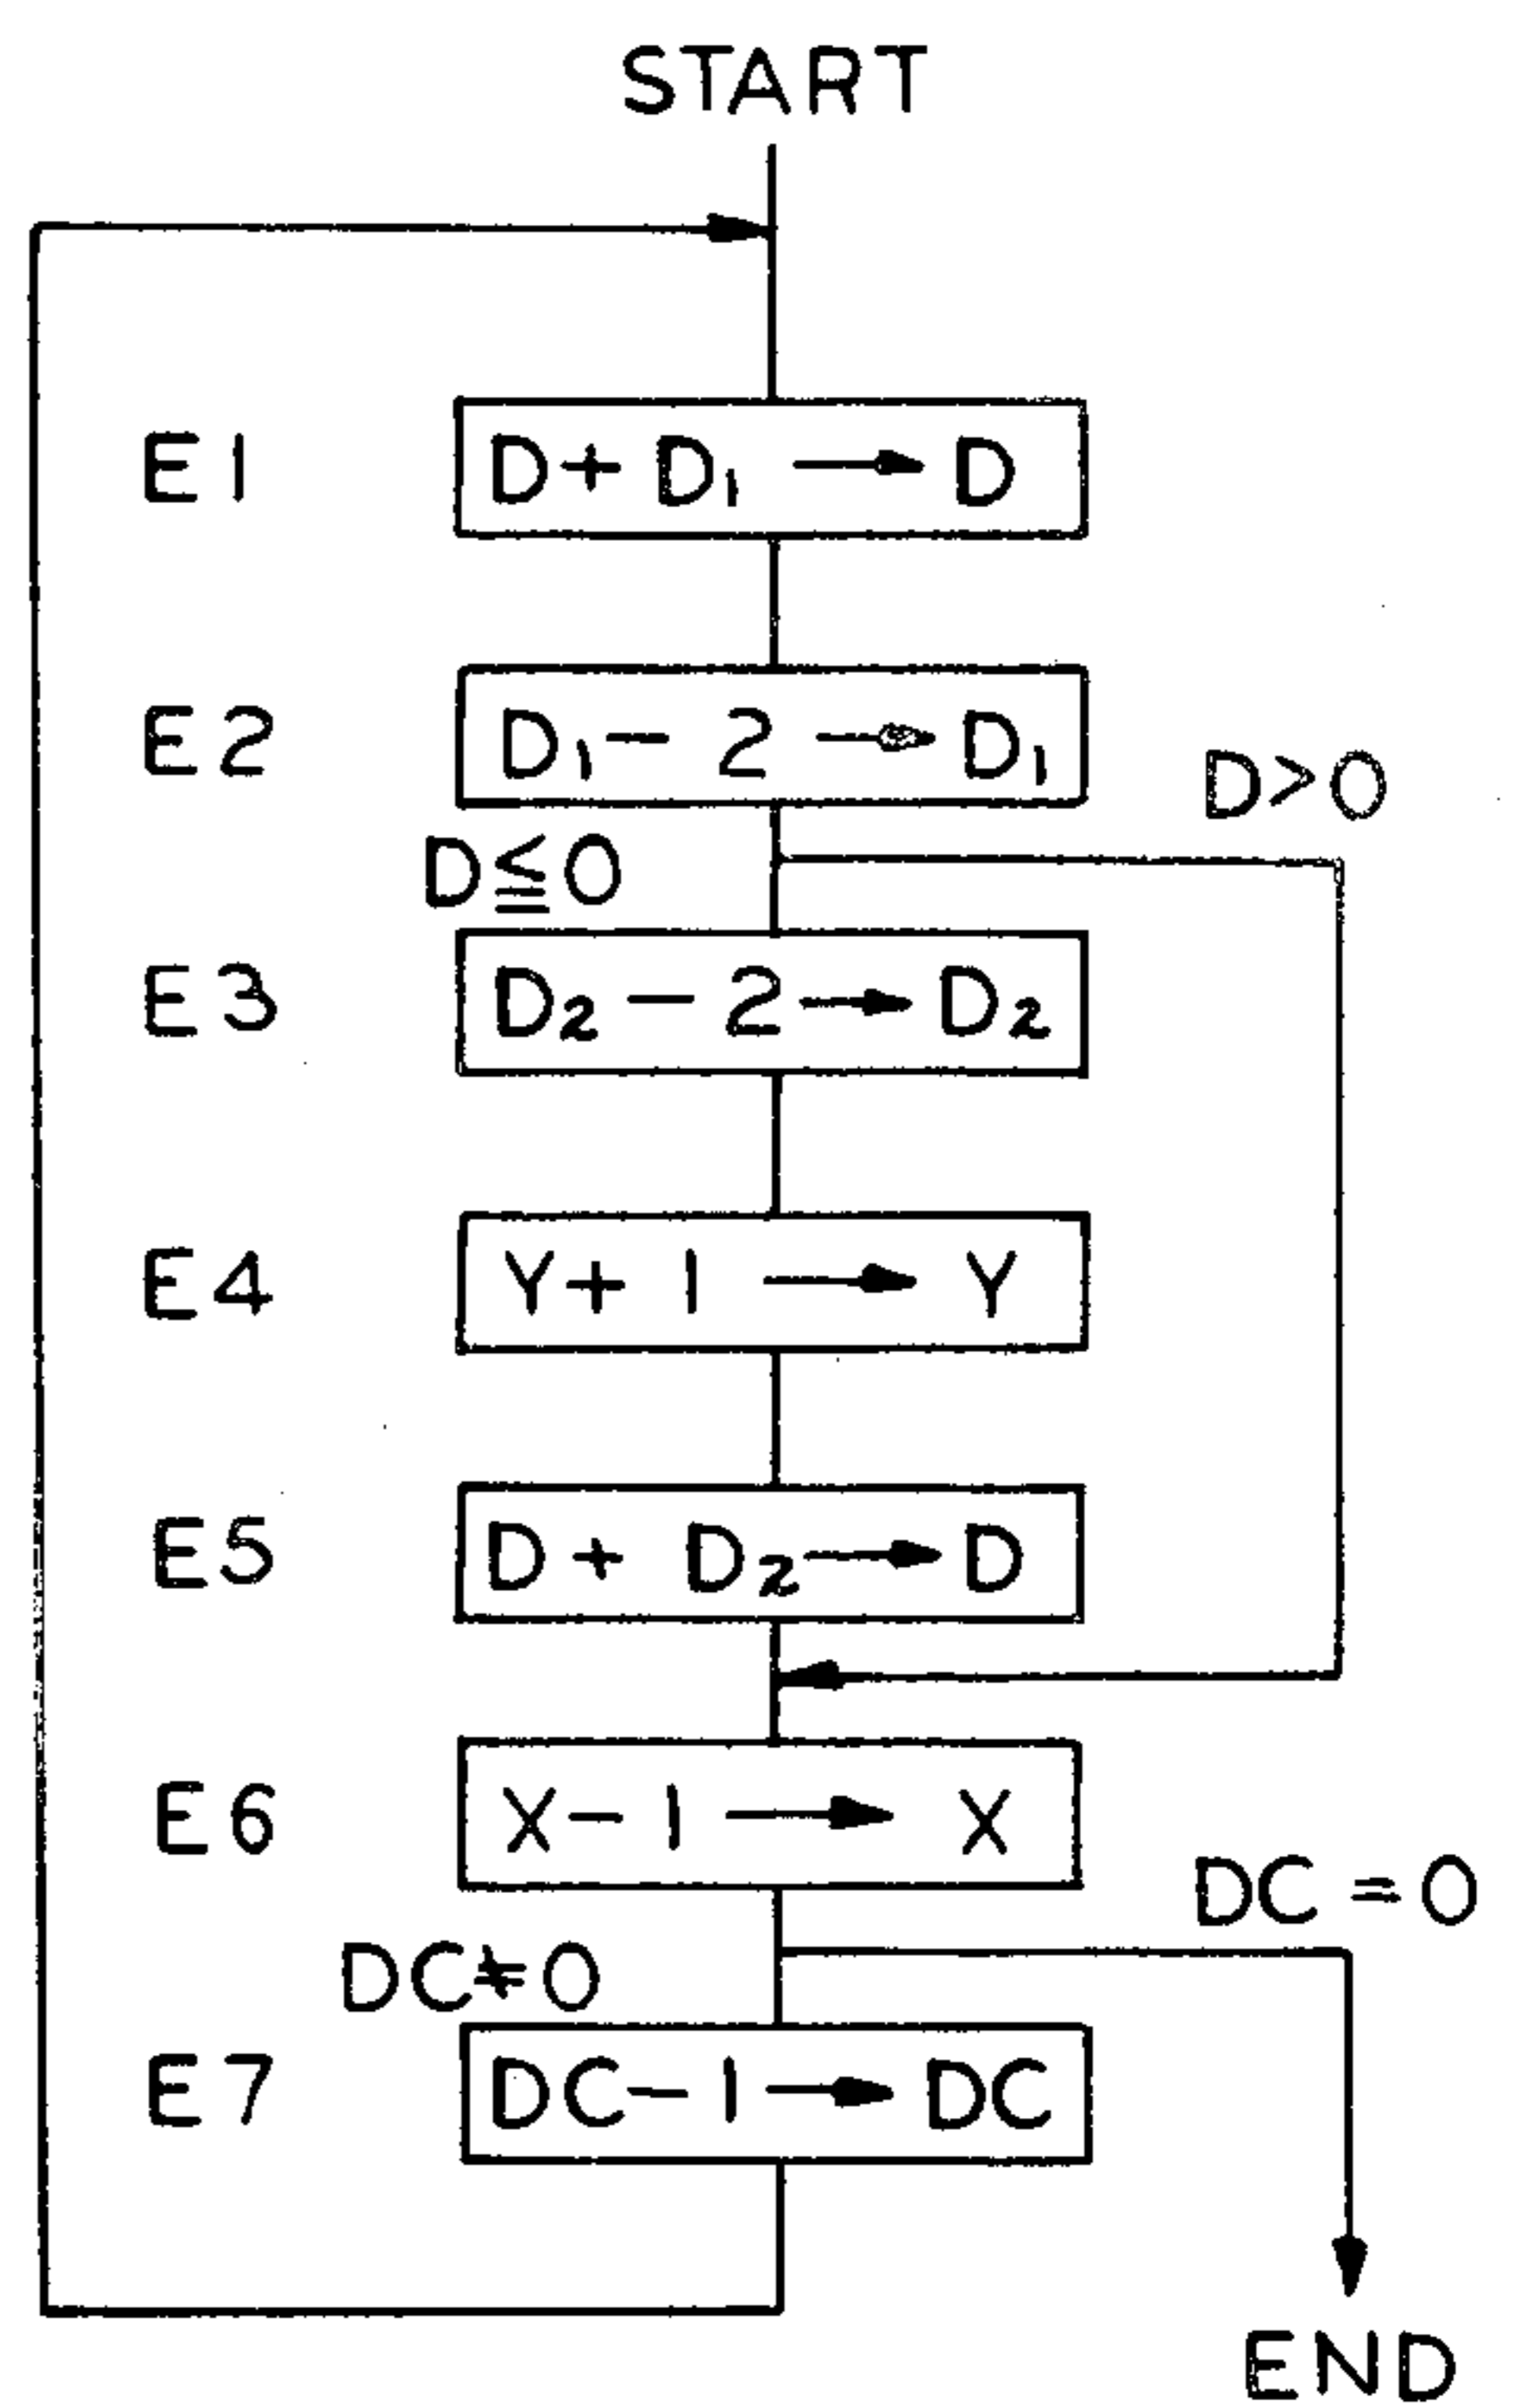 START
E1 D + D₁ → D
E2 D₁ - 2 → D₁
D>0
D≦0
E3 D₂ - 2 → D₂
E4 Y + 1 → Y
E5 D + D₂ → D
E6 X - 1 → X
DC=0
DC≠0
E7 DC - 1 → DC
END